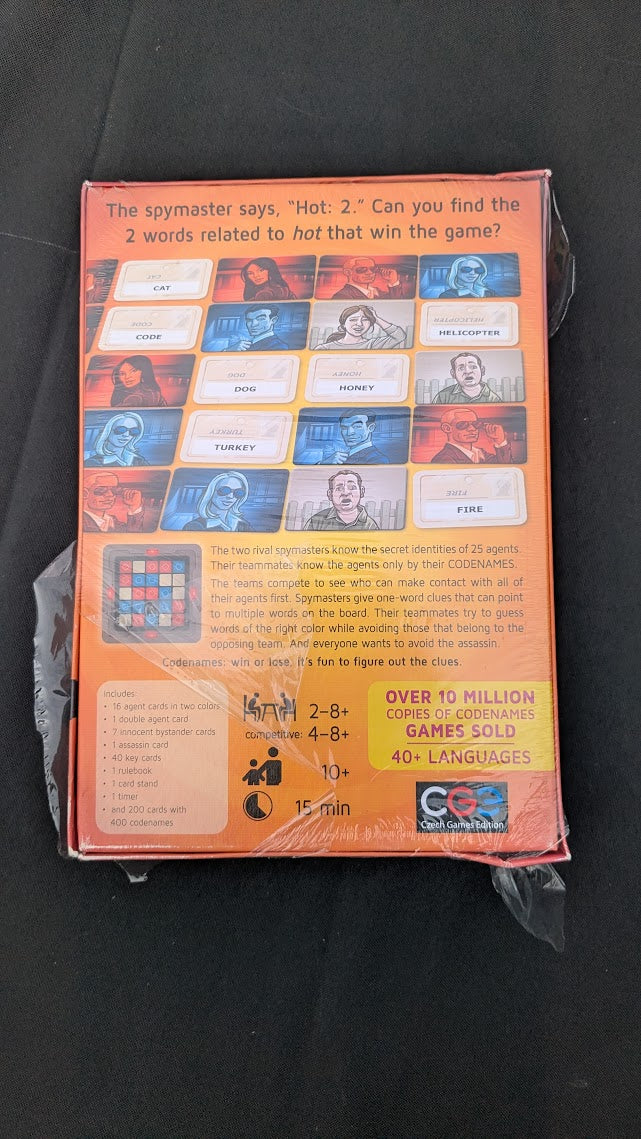 The spymaster says, “Hot: 2.” Can you find the
2 words related to hot that win the game?
CAT
CAT
CODE
CODE
HELICOPTER
HELICOPTER
DOG
DOG
HONEY
HONEY
TURKEY
TURKEY
FIRE
FIRE
The two rival spymasters know the secret identities of 25 agents.
Their teammates know the agents only by their CODENAMES.
The teams compete to see who can make contact with all of
their agents first. Spymasters give one-word clues that can point
to multiple words on the board. Their teammates try to guess
words of the right color while avoiding those that belong to the
opposing team. And everyone wants to avoid the assassin.
Codenames: win or lose, it's fun to figure out the clues.
Includes:
• 16 agent cards in two colors
• 1 double agent card
• 7 innocent bystander cards
• 1 assassin card
• 40 key cards
• 1 rulebook
• 1 card stand
• 1 timer
• and 200 cards with
400 codenames
2–8+
competitive: 4–8+
10+
15 min
OVER 10 MILLION
COPIES OF CODENAMES
GAMES SOLD
40+ LANGUAGES
CGE
Czech Games Edition